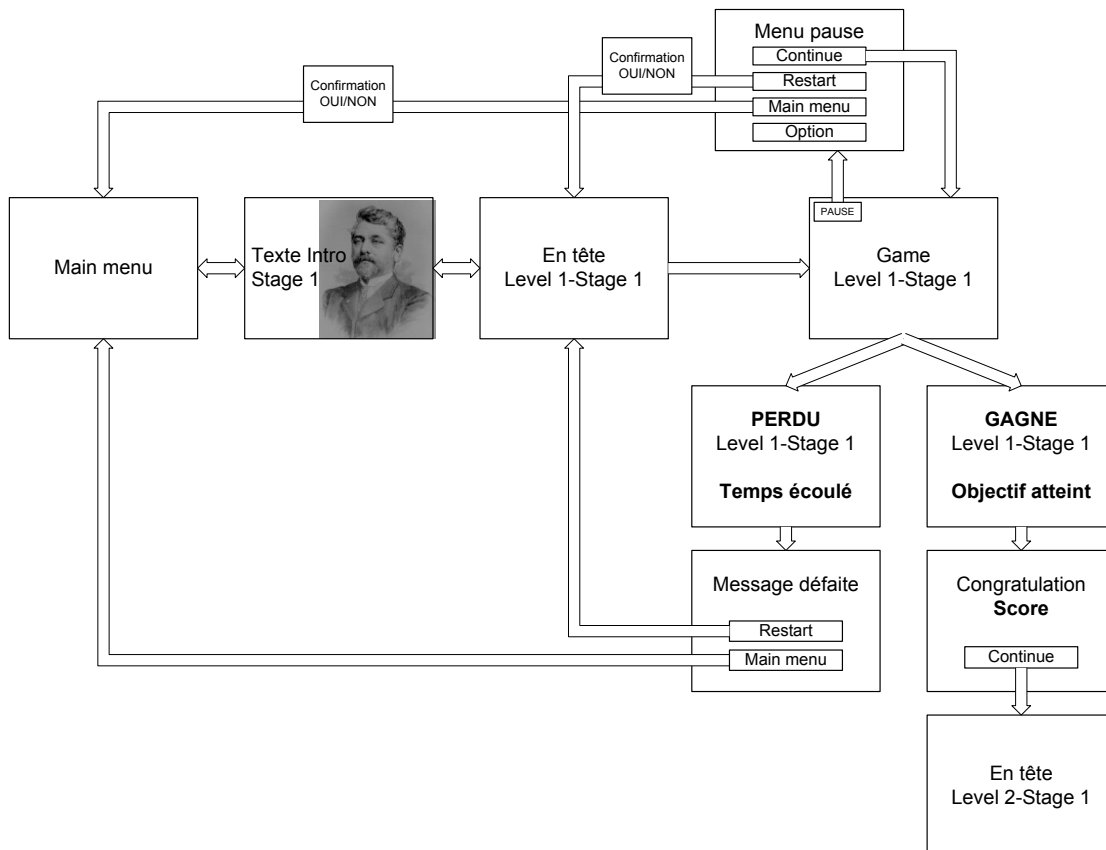 Menu pause
Continue
Restart
Main menu
Option
Confirmation
OUI/NON
Confirmation
OUI/NON
PAUSE
Main menu
Texte Intro
Stage 1
En tête
Level 1-Stage 1
Game
Level 1-Stage 1
PERDU
Level 1-Stage 1
Temps écoulé
GAGNE
Level 1-Stage 1
Objectif atteint
Message défaite
Restart
Main menu
Congratulation
Score
Continue
En tête
Level 2-Stage 1